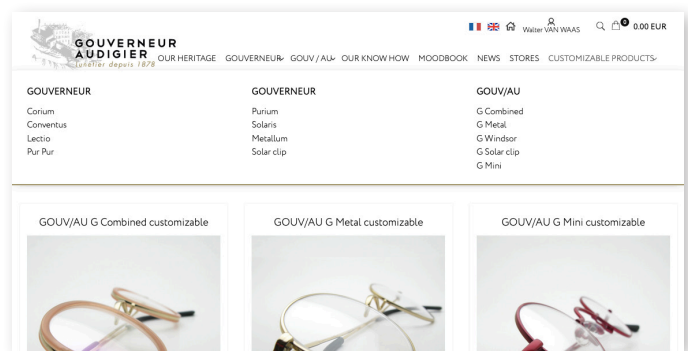 Walter VAN WAAS
0
0.00 EUR
GOUVERNEUR
AUDIGIER
lunetier depuis 1878
OUR HERITAGE GOUVERNEUR GOUV / AU OUR KNOW HOW MOODBOOK NEWS STORES CUSTOMIZABLE PRODUCTS
GOUVERNEUR
Corium
Conventus
Lectio
Pur Pur
GOUVERNEUR
Purium
Solaris
Metallum
Solar clip
GOUV/AU
G Combined
G Metal
G Windsor
G Solar clip
G Mini
GOUV/AU G Combined customizable
GOUV/AU G Metal customizable
GOUV/AU G Mini customizable